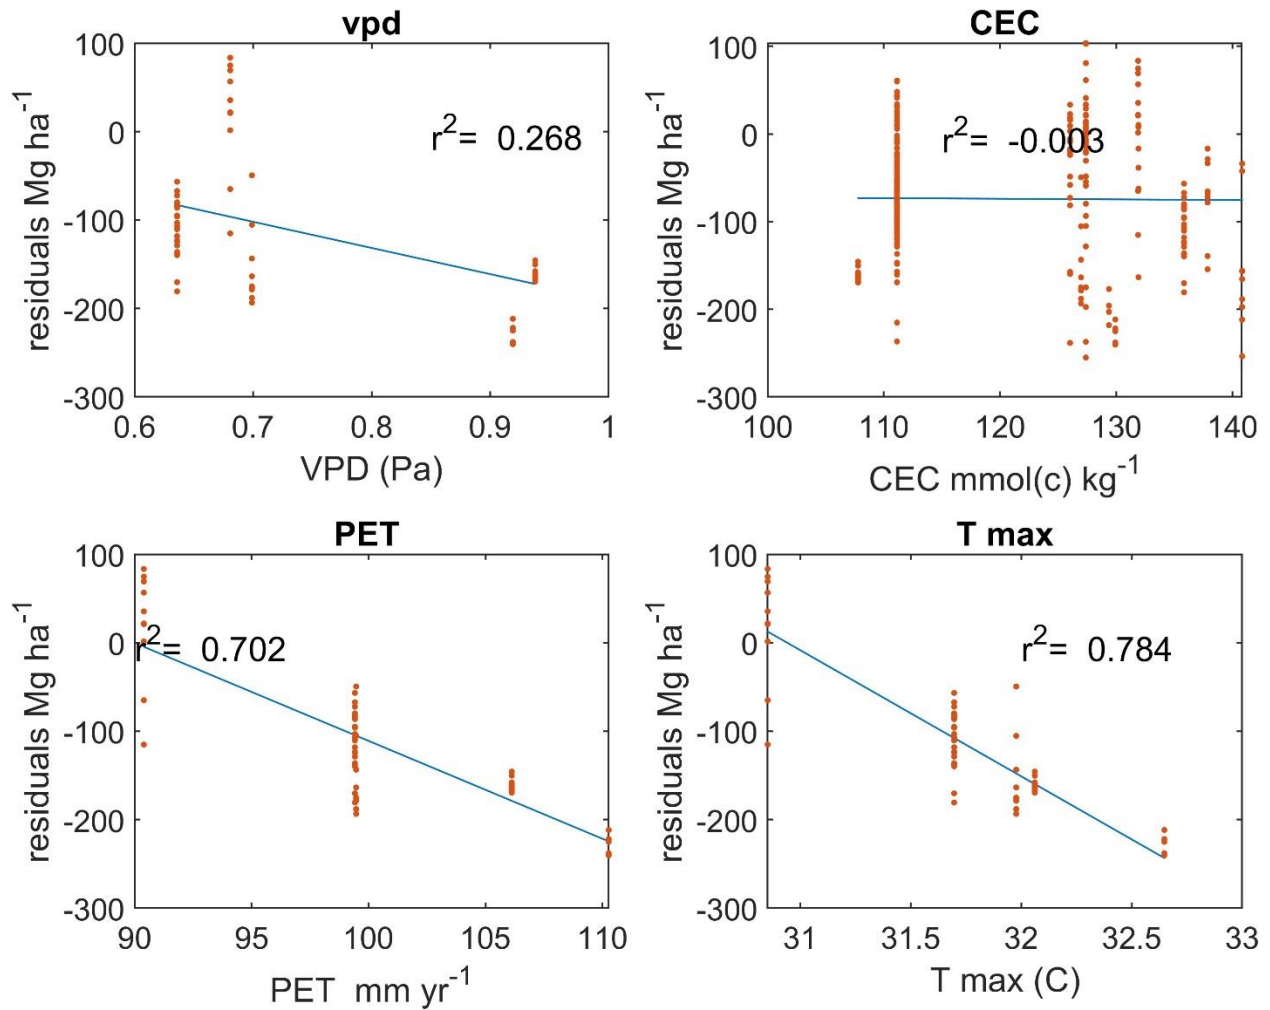 vpd
100
0
-100
-200
-300
residuals Mg ha-1
r2= 0.268
0.6 0.7 0.8 0.9 1
VPD (Pa)
CEC
100
0
-100
-200
-300
residuals Mg ha-1
r2= -0.003
100 110 120 130 140
CEC mmol(c) kg-1
PET
100
0
-100
-200
-300
residuals Mg ha-1
r2= 0.702
90 95 100 105 110
PET mm yr-1
T max
100
0
-100
-200
-300
residuals Mg ha-1
r2= 0.784
31 31.5 32 32.5 33
T max (C)